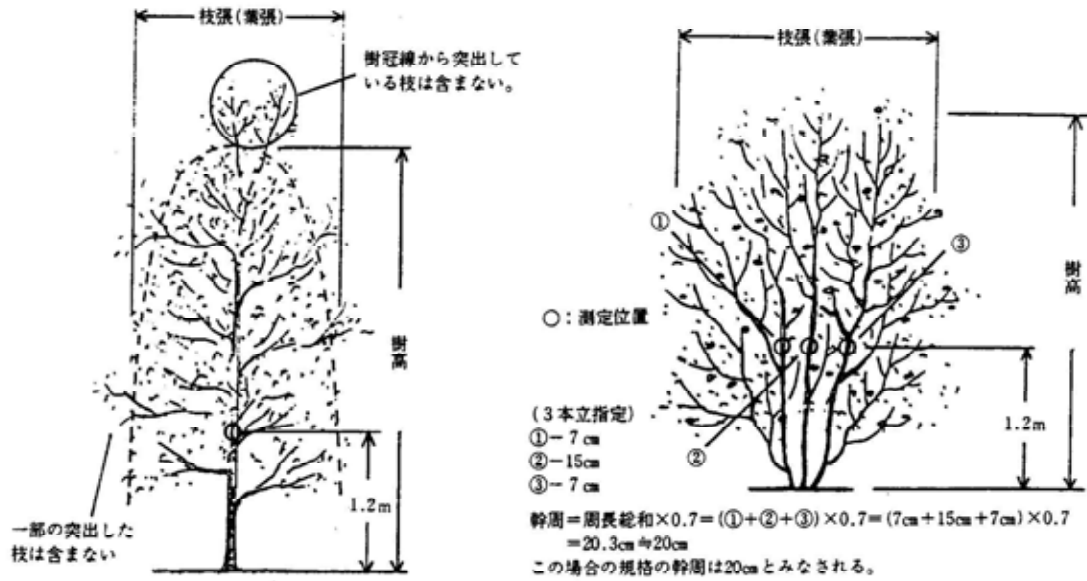 枝張(葉張)
樹冠線から突出して
いる枝は含まない。
樹高
1.2m
一部の突出した
枝は含まない
枝張(葉張)
①
③
樹高
○:測定位置
1.2m
(3本立指定)
①-7cm
②-15cm
③-7cm
②
幹周=周長総和×0.7=(①+②+③)×0.7=(7cm+15cm+7cm)×0.7
=20.3cm≒20cm
この場合の規格の幹周は20cmとみなされる。